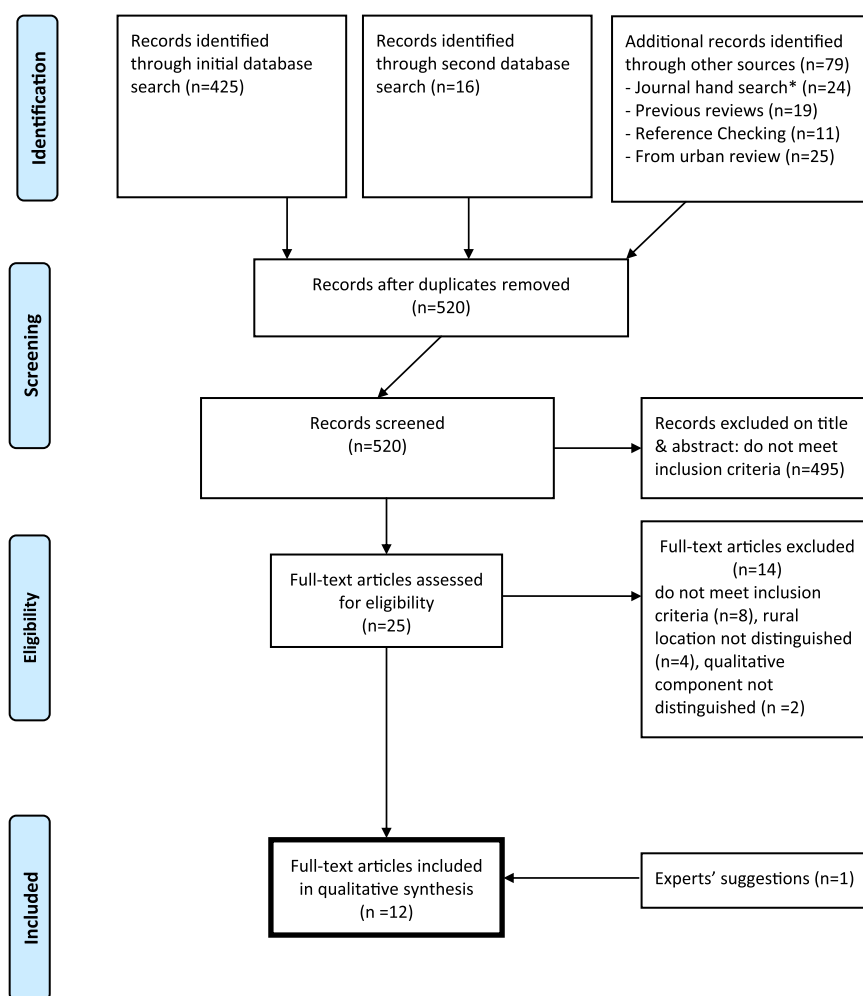 Identification
Records identified
through initial database
search (n=425)
Records identified
through second database
search (n=16)
Additional records identified
through other sources (n=79)
- Journal hand search* (n=24)
- Previous reviews (n=19)
- Reference Checking (n=11)
- From urban review (n=25)
Screening
Records after duplicates removed
(n=520)
Records screened
(n=520)
Records excluded on title
& abstract: do not meet
inclusion criteria (n=495)
Eligibility
Full-text articles assessed
for eligibility
(n=25)
Full-text articles excluded
(n=14)
do not meet inclusion
criteria (n=8), rural
location not distinguished
(n=4), qualitative
component not
distinguished (n =2)
Included
Full-text articles included
in qualitative synthesis
(n =12)
Experts' suggestions (n=1)